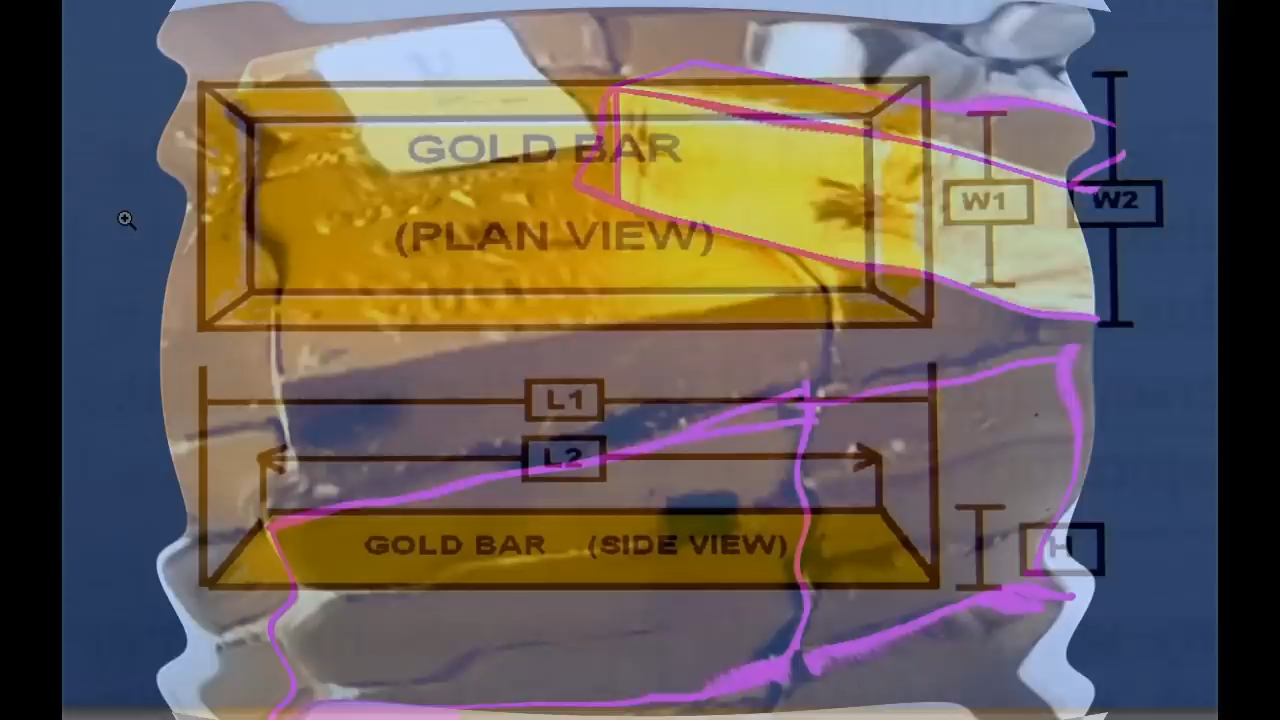 GOLD BAR
(PLAN VIEW)
W1
W2
L1
L2
GOLD BAR (SIDE VIEW)
H